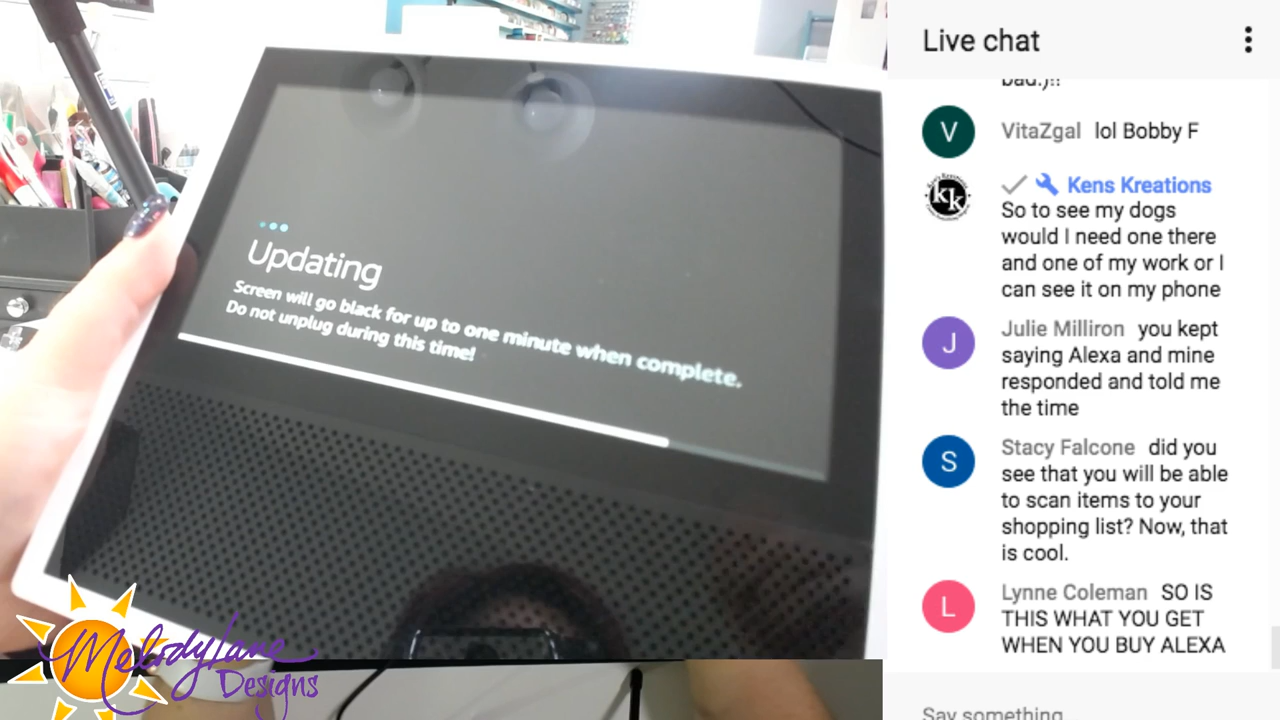 Updating
Screen will go black for up to one minute when complete.
Do not unplug during this time!
MelodyLane
Designs
Live chat
bad.)!!
V
VitaZgal lol Bobby F
kk
Kens Kreations
So to see my dogs
would I need one there
and one of my work or I
can see it on my phone
J
Julie Milliron you kept
saying Alexa and mine
responded and told me
the time
S
Stacy Falcone did you
see that you will be able
to scan items to your
shopping list? Now, that
is cool.
L
Lynne Coleman SO IS
THIS WHAT YOU GET
WHEN YOU BUY ALEXA
Say something